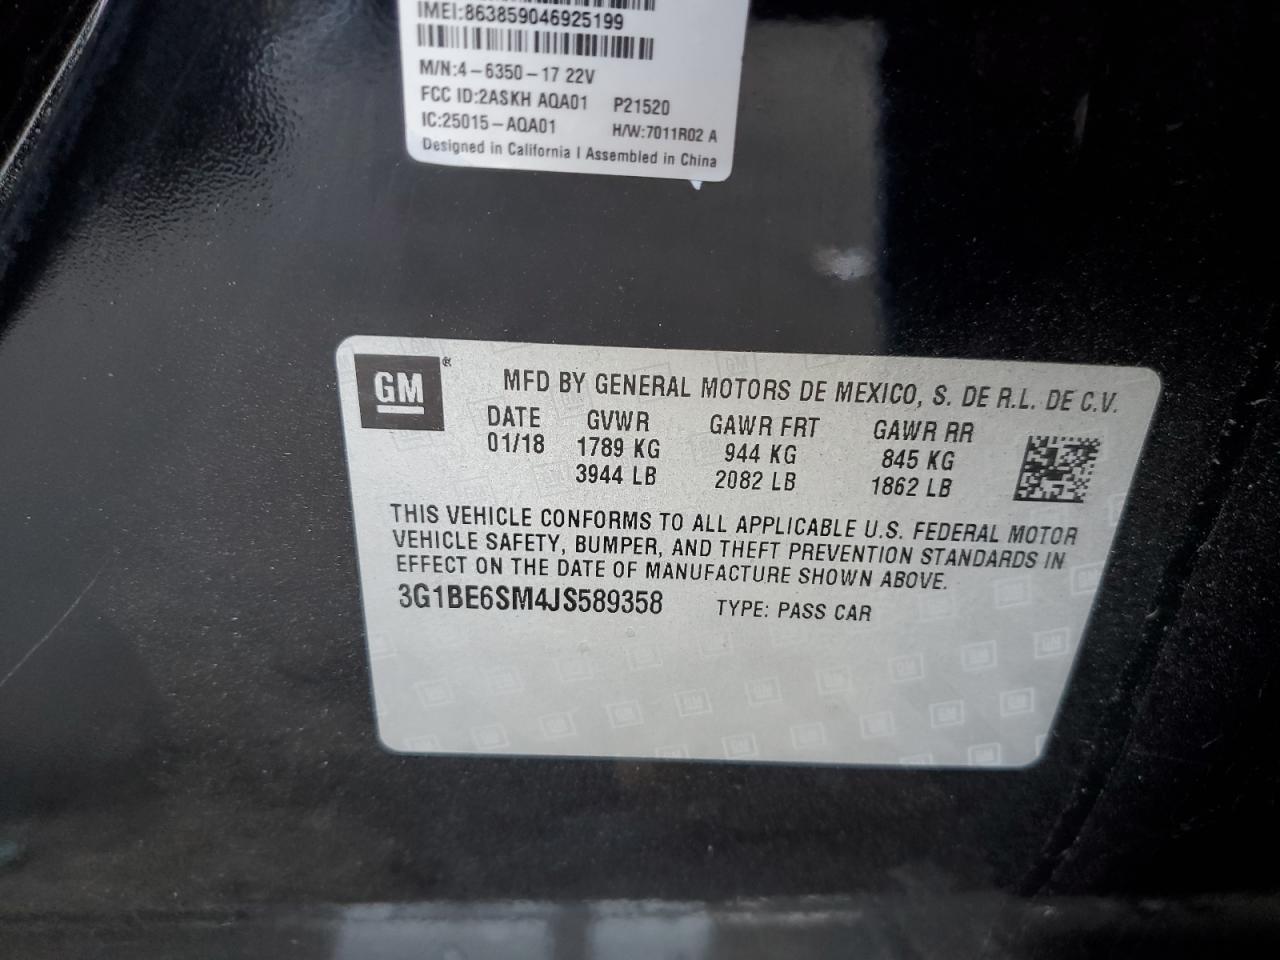 IMEI:863859046925199
M/N:4-6350-17 22V
FCC ID:2ASKH AQA01 P21520
IC:25015-AQA01 H/W:7011R02 A
Designed in California | Assembled in China
GM® MFD BY GENERAL MOTORS DE MEXICO, S. DE R.L. DE C.V.
DATE GVWR GAWR FRT GAWR RR
01/18 1789 KG 944 KG 845 KG
3944 LB 2082 LB 1862 LB
THIS VEHICLE CONFORMS TO ALL APPLICABLE U.S. FEDERAL MOTOR
VEHICLE SAFETY, BUMPER, AND THEFT PREVENTION STANDARDS IN
EFFECT ON THE DATE OF MANUFACTURE SHOWN ABOVE.
3G1BE6SM4JS589358 TYPE: PASS CAR